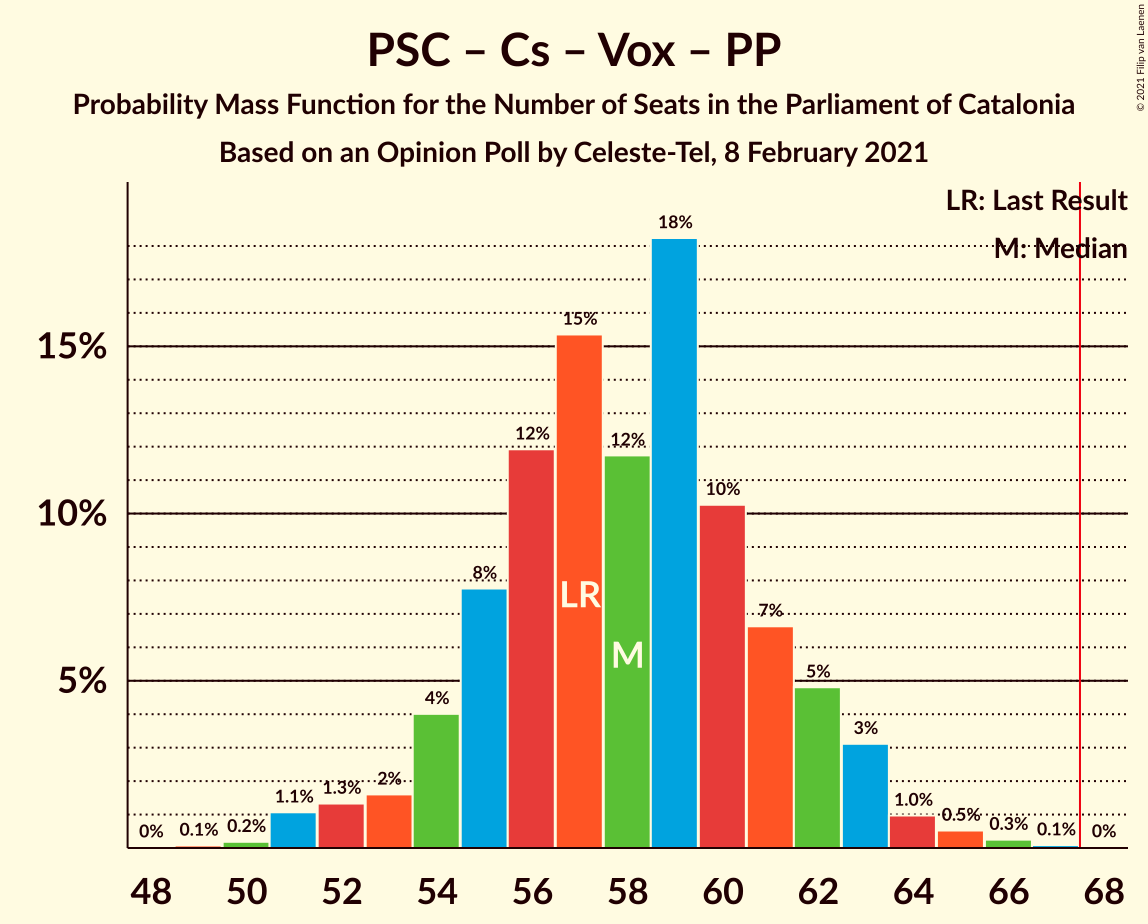 PSC – Cs – Vox – PP
Probability Mass Function for the Number of Seats in the Parliament of Catalonia
Based on an Opinion Poll by Celeste-Tel, 8 February 2021
© 2021 Filip van Laenen
LR: Last Result
M: Median
15%
10%
5%
0%
0.1%
0.2%
1.1%
1.3%
2%
4%
8%
12%
15%
12%
18%
10%
7%
5%
3%
1.0%
0.5%
0.3%
0.1%
0%
LR
M
48 50 52 54 56 58 60 62 64 66 68